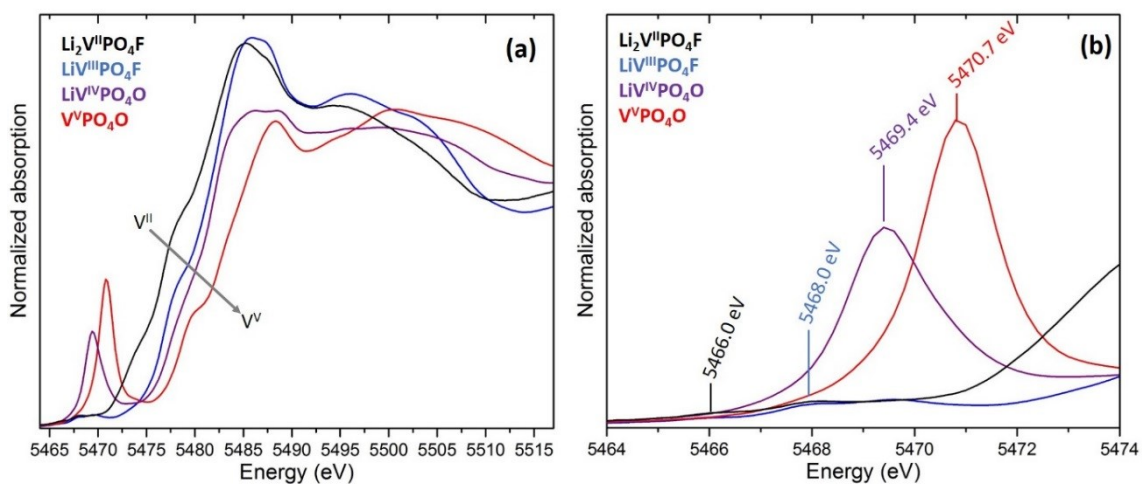 Li₂VᴵᴵPO₄F
LiVᴵᴵᴵPO₄F
LiVᴵⱽPO₄O
VⱽPO₄O
(a)
Vᴵᴵ
Vⱽ
Normalized absorption
5465 5470 5475 5480 5485 5490 5495 5500 5505 5510 5515
Energy (eV)
Li₂VᴵᴵPO₄F
LiVᴵᴵᴵPO₄F
LiVᴵⱽPO₄O
VⱽPO₄O
(b)
5466.0 eV
5468.0 eV
5469.4 eV
5470.7 eV
Normalized absorption
5464 5466 5468 5470 5472 5474
Energy (eV)